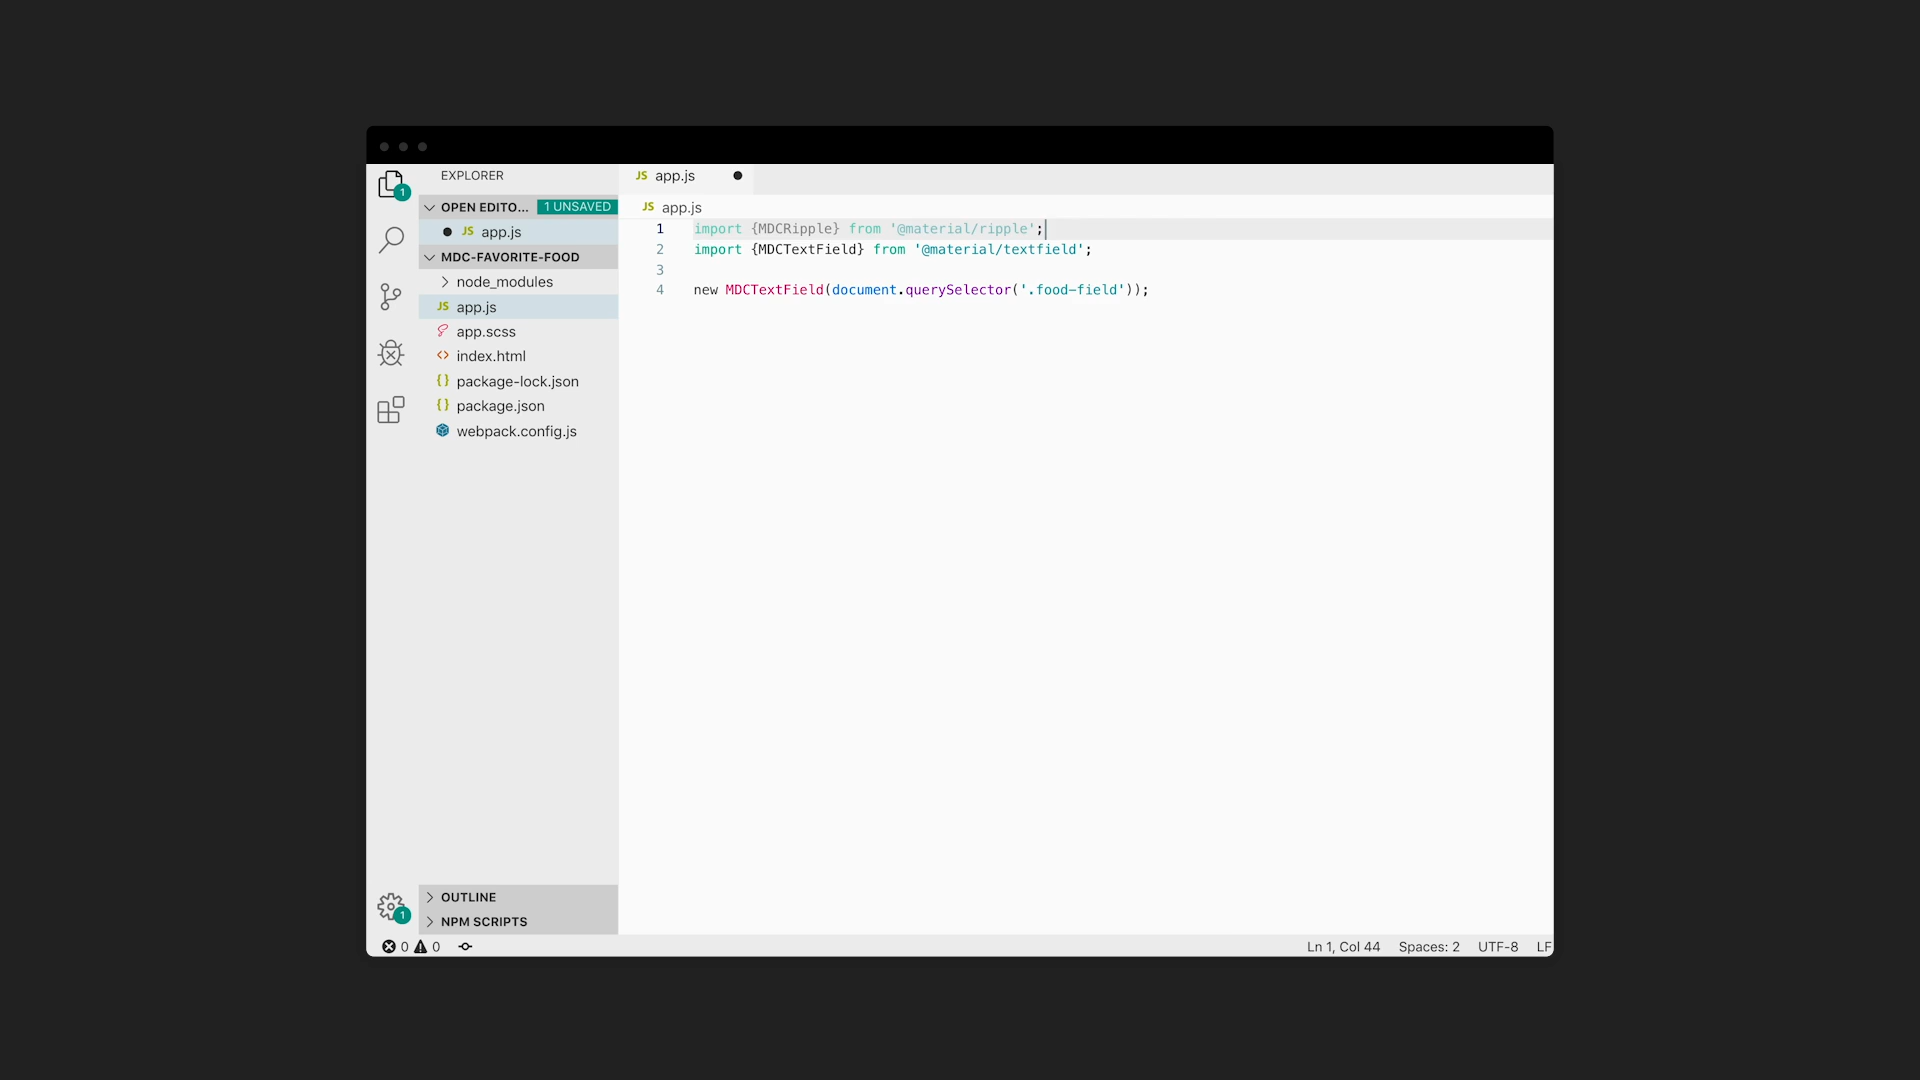 1
EXPLORER
OPEN EDITO... 1 UNSAVED
JS app.js
MDC-FAVORITE-FOOD
node_modules
JS app.js
app.scss
<> index.html
{} package-lock.json
{} package.json
webpack.config.js
OUTLINE
NPM SCRIPTS
1
JS app.js
JS app.js
1 import {MDCRipple} from '@material/ripple';
2 import {MDCTextField} from '@material/textfield';
3
4 new MDCTextField(document.querySelector('.food-field'));
0 0
Ln 1, Col 44 Spaces: 2 UTF-8 LF